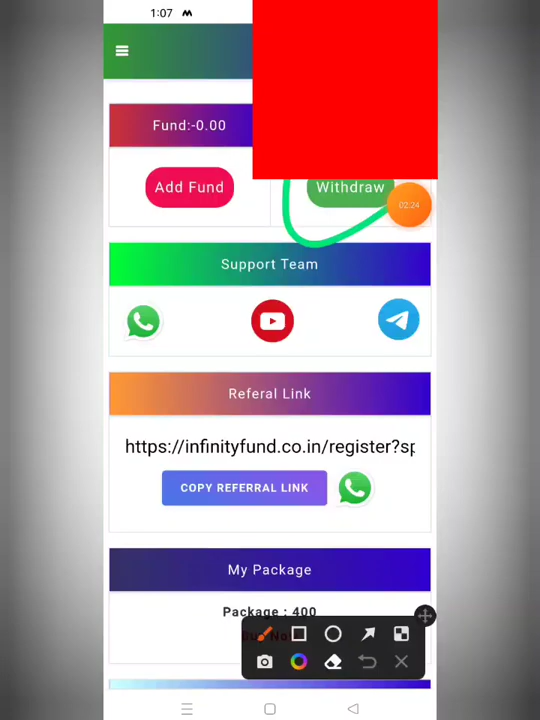 1:07
Fund:-0.00
Add Fund
Withdraw
02:24
Support Team
Referal Link
https://infinityfund.co.in/register?sp
COPY REFERRAL LINK
My Package
Package : 400